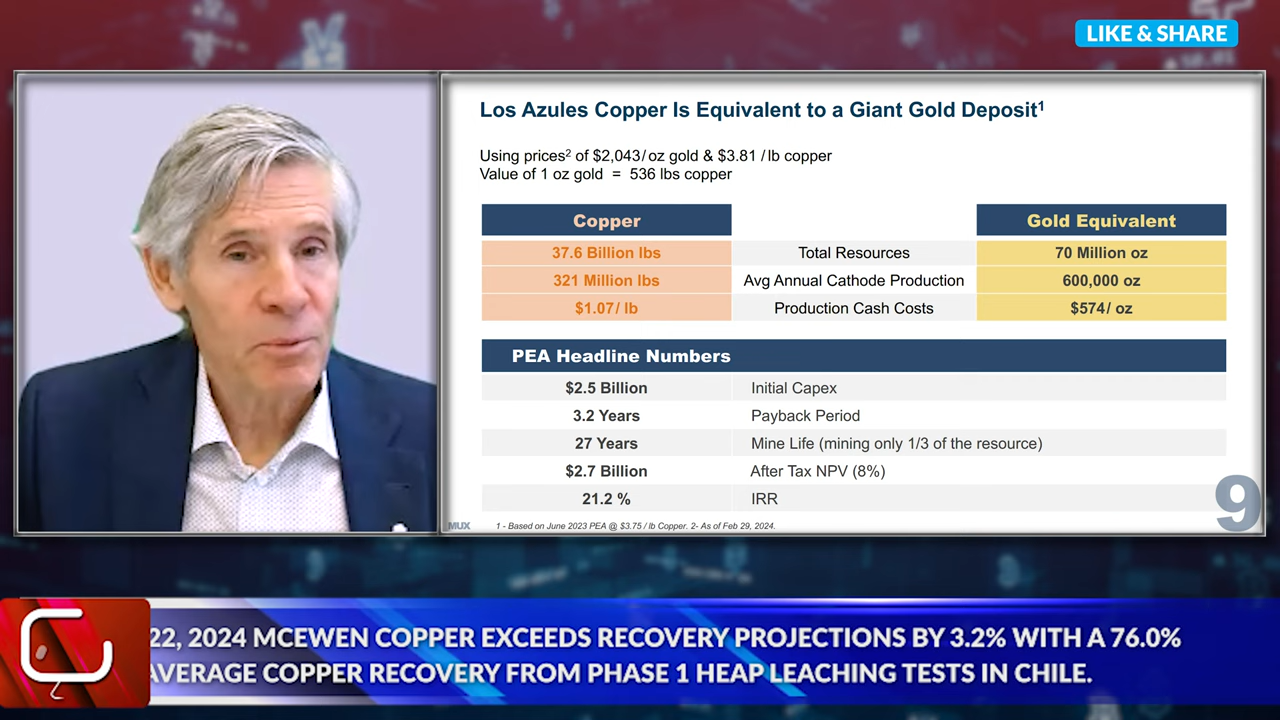 LIKE & SHARE
Los Azules Copper Is Equivalent to a Giant Gold Deposit1
Using prices2 of $2,043/oz gold & $3.81 /lb copper
Value of 1 oz gold = 536 lbs copper
Copper Gold Equivalent
37.6 Billion lbs Total Resources 70 Million oz
321 Million lbs Avg Annual Cathode Production 600,000 oz
$1.07/ lb Production Cash Costs $574/ oz
PEA Headline Numbers
$2.5 Billion Initial Capex
3.2 Years Payback Period
27 Years Mine Life (mining only 1/3 of the resource)
$2.7 Billion After Tax NPV (8%)
21.2 % IRR
9
MUX 1 - Based on June 2023 PEA @ $3.75 / lb Copper. 2- As of Feb 29, 2024.
22, 2024 MCEWEN COPPER EXCEEDS RECOVERY PROJECTIONS BY 3.2% WITH A 76.0%
AVERAGE COPPER RECOVERY FROM PHASE 1 HEAP LEACHING TESTS IN CHILE.